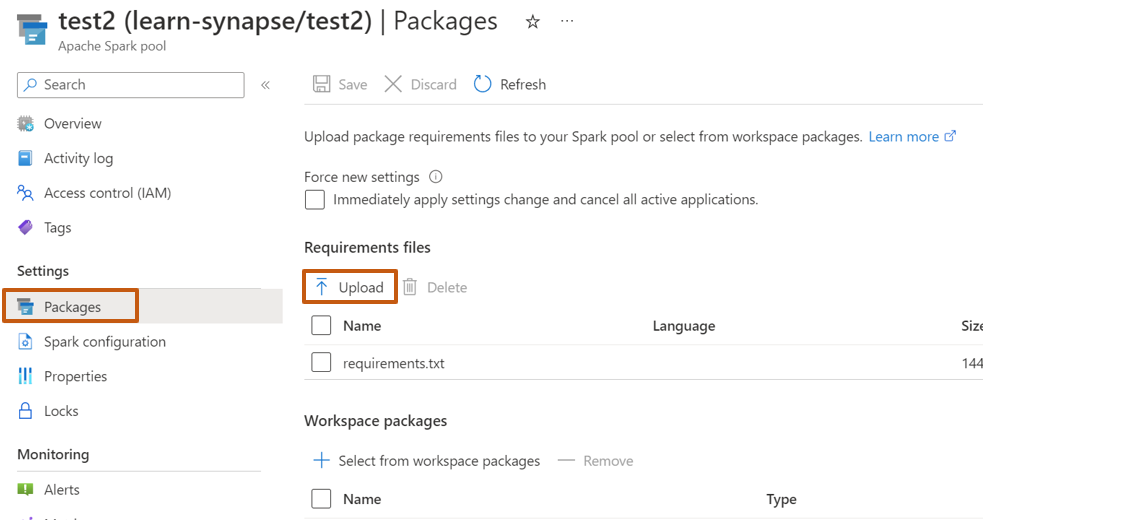 test2 (learn-synapse/test2) | Packages
Apache Spark pool
Search
Overview
Activity log
Access control (IAM)
Tags
Settings
Packages
Spark configuration
Properties
Locks
Monitoring
Alerts
Save Discard Refresh
Upload package requirements files to your Spark pool or select from workspace packages. Learn more
Force new settings
Immediately apply settings change and cancel all active applications.
Requirements files
Upload Delete
Name Language Size
requirements.txt 144
Workspace packages
Select from workspace packages Remove
Name Type